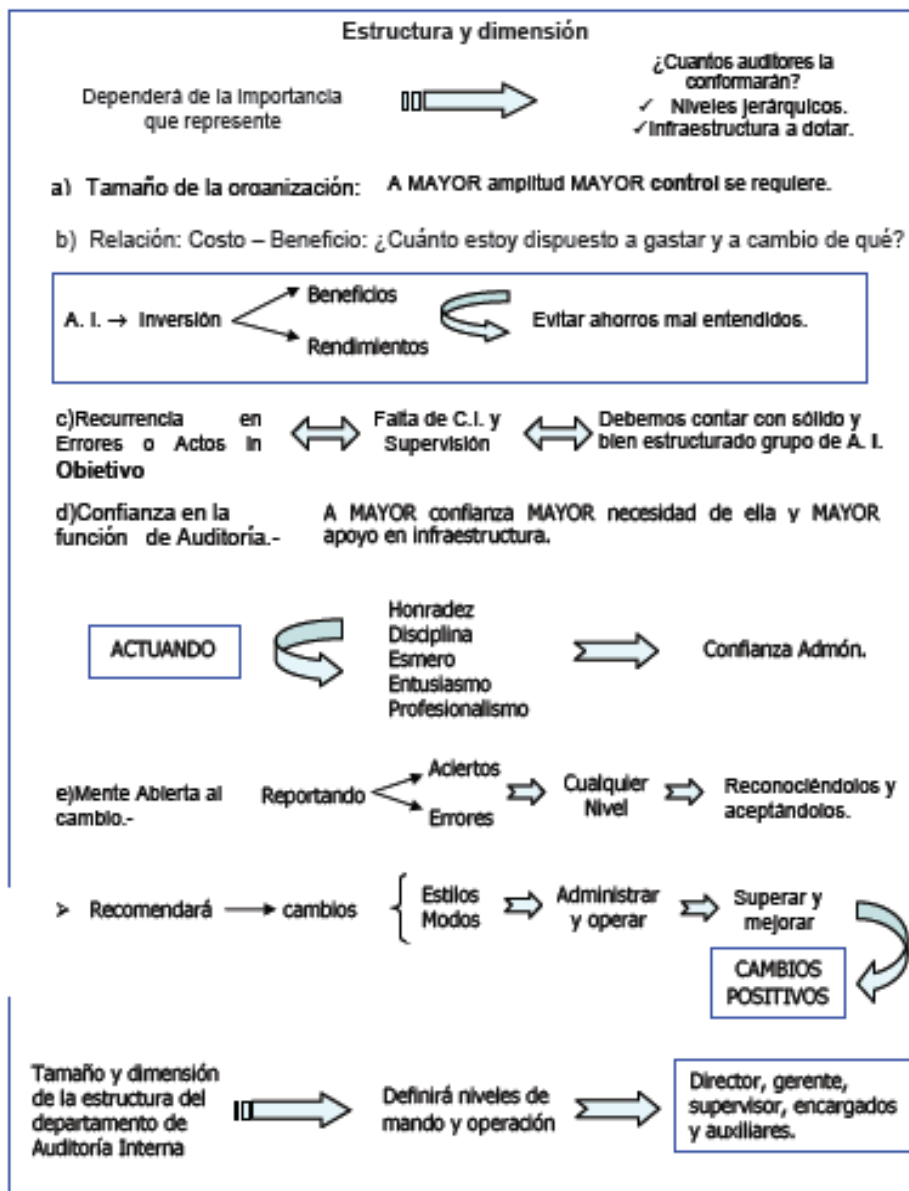 Estructura y dimensión
Dependerá de la importancia
que represente
¿Cuantos auditores la
conformarán?
✓ Niveles jerárquicos.
✓Infraestructura a dotar.
a) Tamaño de la organización: A MAYOR amplitud MAYOR control se requiere.
b) Relación: Costo – Beneficio: ¿Cuánto estoy dispuesto a gastar y a cambio de qué?
A. I. → Inversión
Beneficios
Rendimientos
Evitar ahorros mal entendidos.
c)Recurrencia en
Errores o Actos in
Obietivo
Falta de C.I. y
Supervisión
Debemos contar con sólido y
bien estructurado grupo de A. I.
d)Confianza en la
función de Auditoría.-
A MAYOR confianza MAYOR necesidad de ella y MAYOR
apoyo en infraestructura.
ACTUANDO
Honradez
Disciplina
Esmero
Entusiasmo
Profesionalismo
Confianza Admón.
e)Mente Abierta al
cambio.-
Reportando
Aciertos
Errores
Cualquier
Nivel
Reconociéndolos y
aceptándolos.
➢ Recomendará → cambios
Estilos
Modos
Administrar
y operar
Superar y
mejorar
CAMBIOS
POSITIVOS
Tamaño y dimensión
de la estructura del
departamento de
Auditoría Interna
Definirá niveles de
mando y operación
Director, gerente,
supervisor, encargados
y auxiliares.